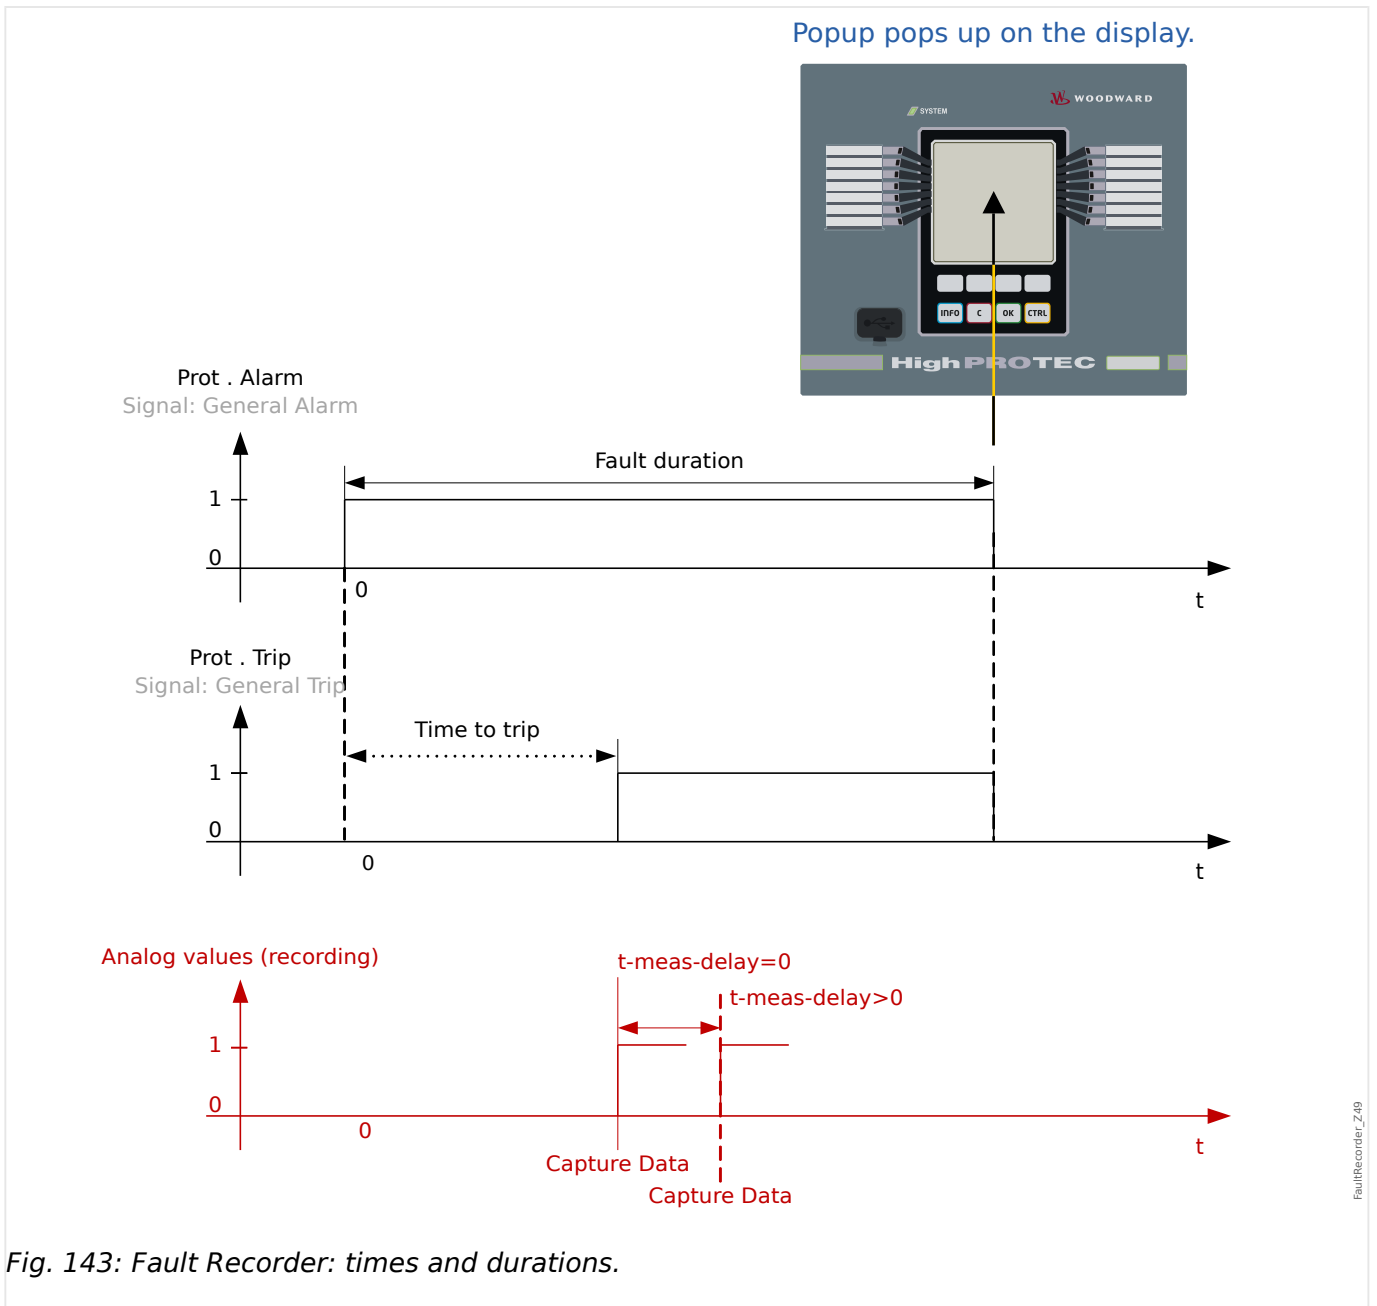 Popup pops up on the display.
WOODWARD
SYSTEM
INFO
C
OK
CTRL
HighPROTEC
Prot . Alarm
Signal: General Alarm
Fault duration
1
0
0
t
Prot . Trip
Signal: General Trip
Time to trip
1
0
0
t
Analog values (recording)
t-meas-delay=0
t-meas-delay>0
1
0
0
t
Capture Data
Capture Data
FaultRecorder_Z49
Fig. 143: Fault Recorder: times and durations.